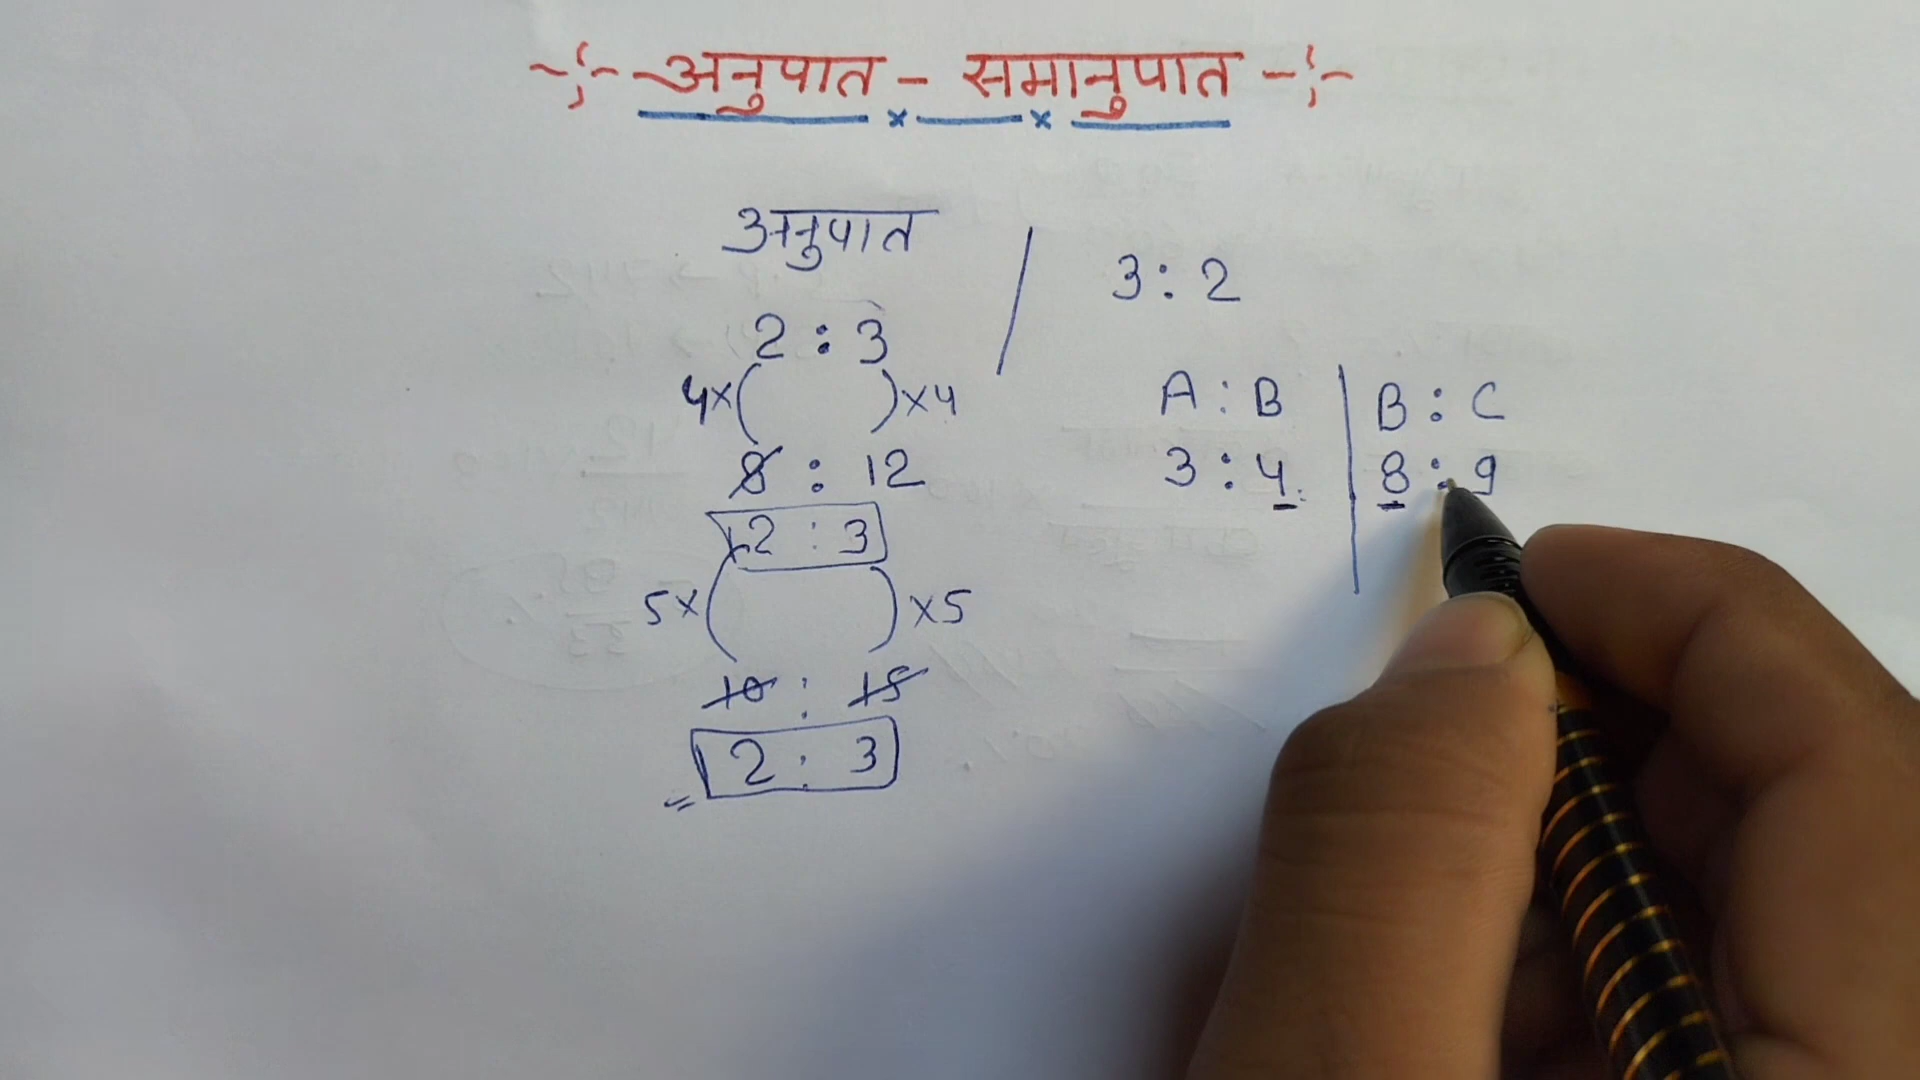 अनुपात - समानुपात
अनुपात
2 : 3
4× ×4
8 : 12
2 : 3
5× ×5
10 : 15
= 2 : 3
3 : 2
A : B | B : C
3 : 4 | 8 : 9